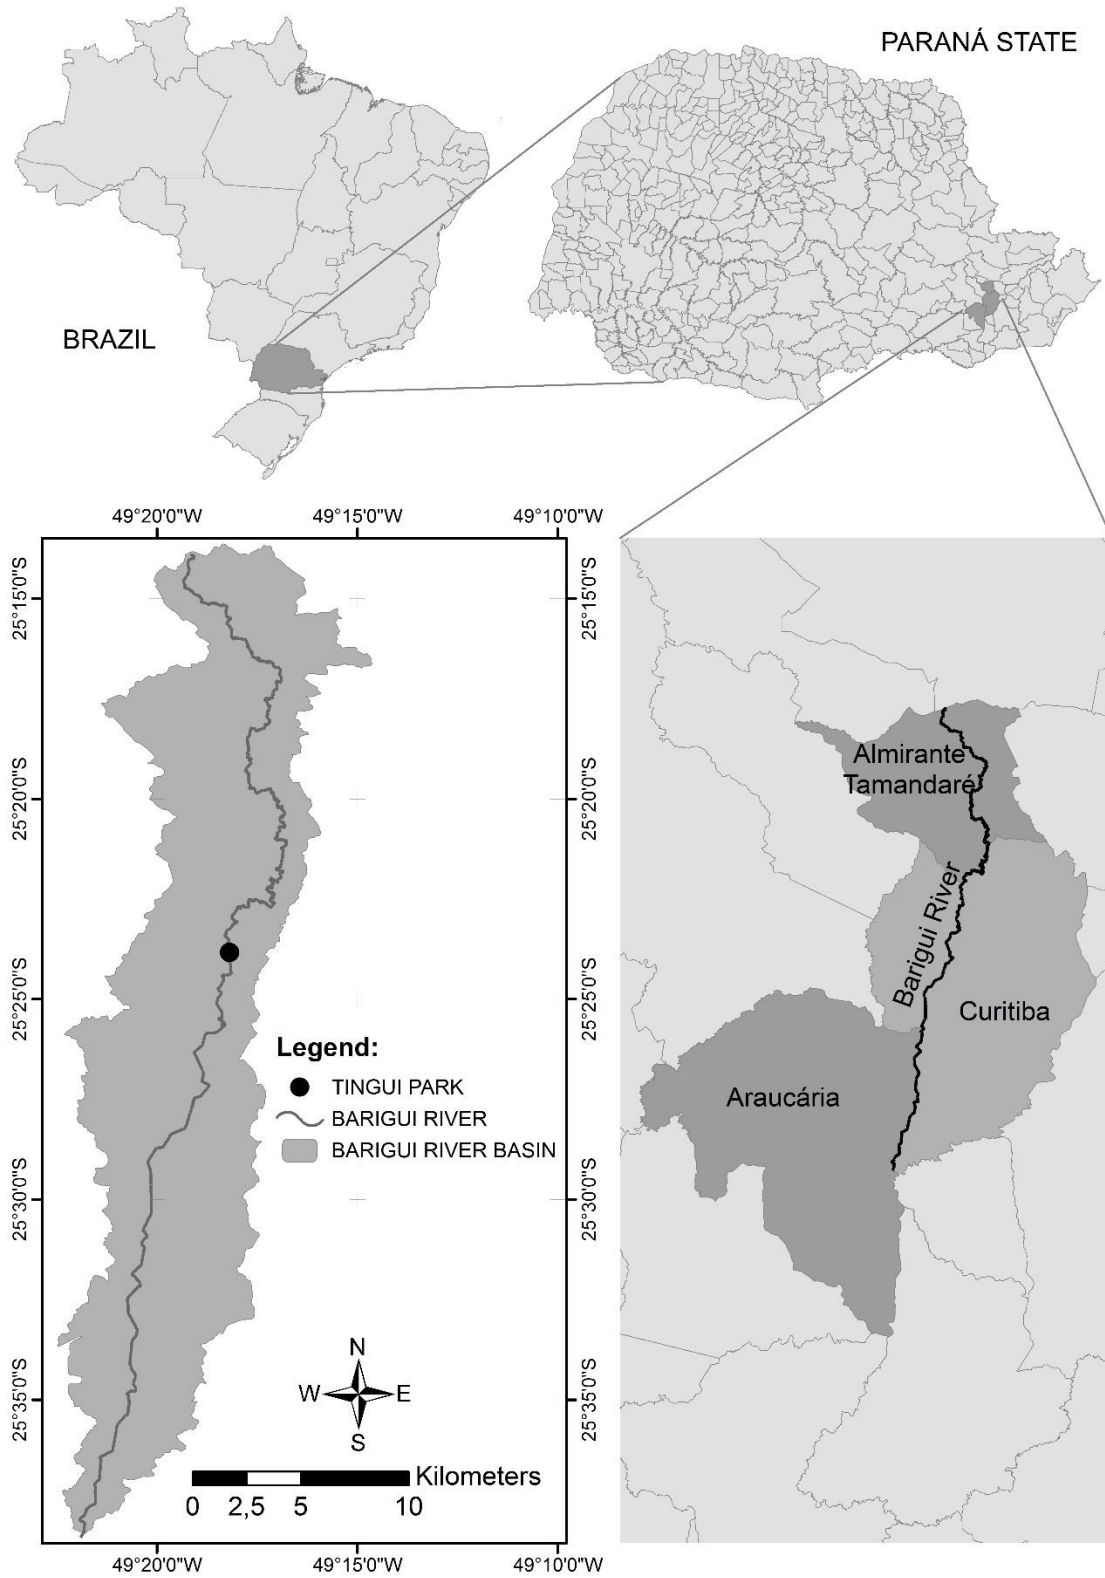 PARANÁ STATE
BRAZIL
49°20'0"W 49°15'0"W 49°10'0"W
25°15'0"S 25°15'0"S
25°20'0"S 25°20'0"S
25°25'0"S 25°25'0"S
25°30'0"S 25°30'0"S
25°35'0"S 25°35'0"S
Legend:
TINGUI PARK
BARIGUI RIVER
BARIGUI RIVER BASIN
N
W E
S
Kilometers
0 2,5 5 10
49°20'0"W 49°15'0"W 49°10'0"W
Almirante
Tamandaré
Barigui River
Curitiba
Araucária